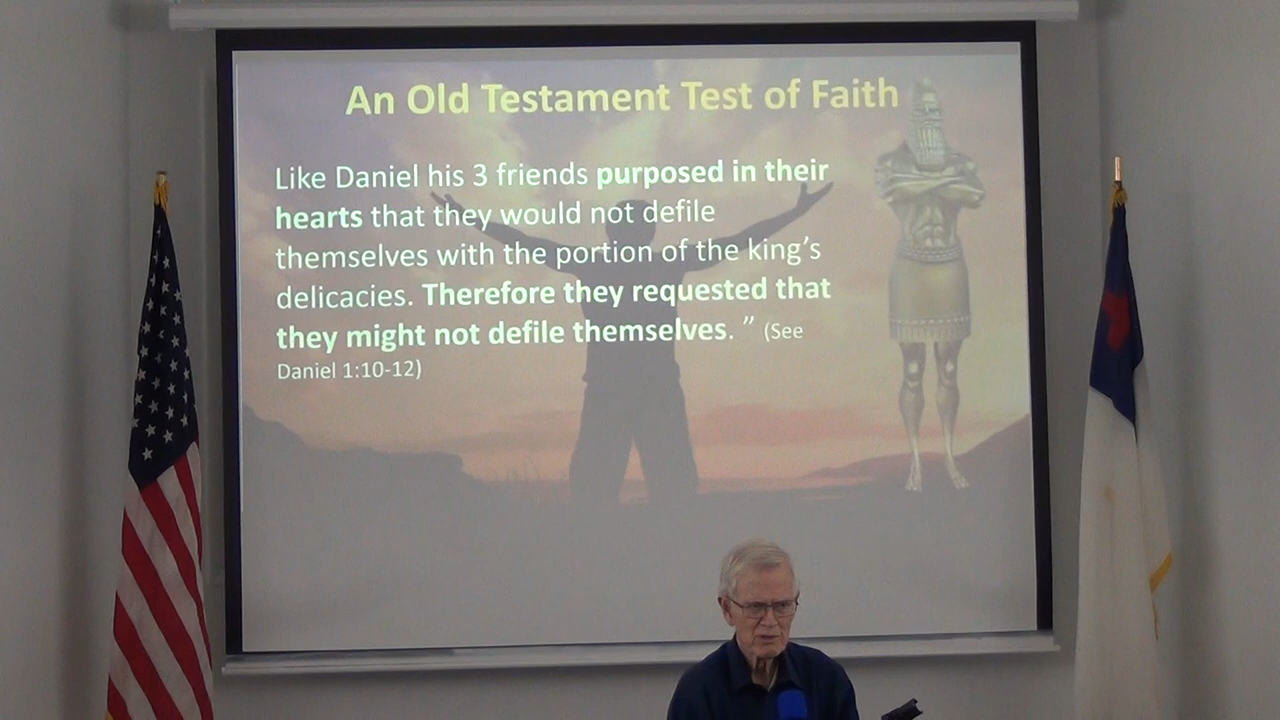 An Old Testament Test of Faith
Like Daniel his 3 friends purposed in their
hearts that they would not defile
themselves with the portion of the king’s
delicacies. Therefore they requested that
they might not defile themselves. ” (See
Daniel 1:10-12)